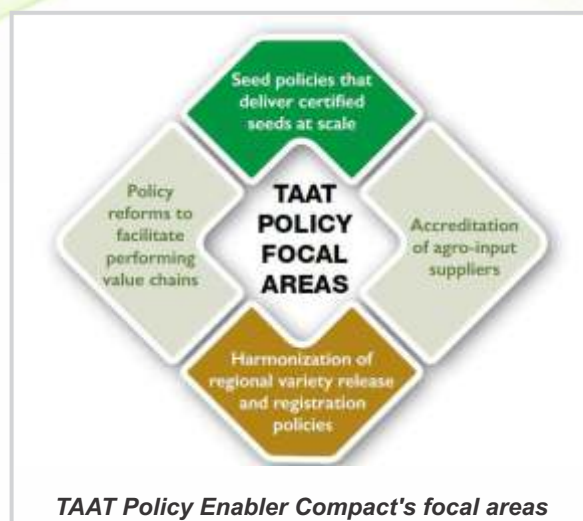 Seed policies that
deliver certified
seeds at scale
Policy
reforms to
facilitate
performing
value chains
TAAT
POLICY
FOCAL
AREAS
Accreditation
of agro-input
suppliers
Harmonization of
regional variety release
and registration
policies
TAAT Policy Enabler Compact's focal areas